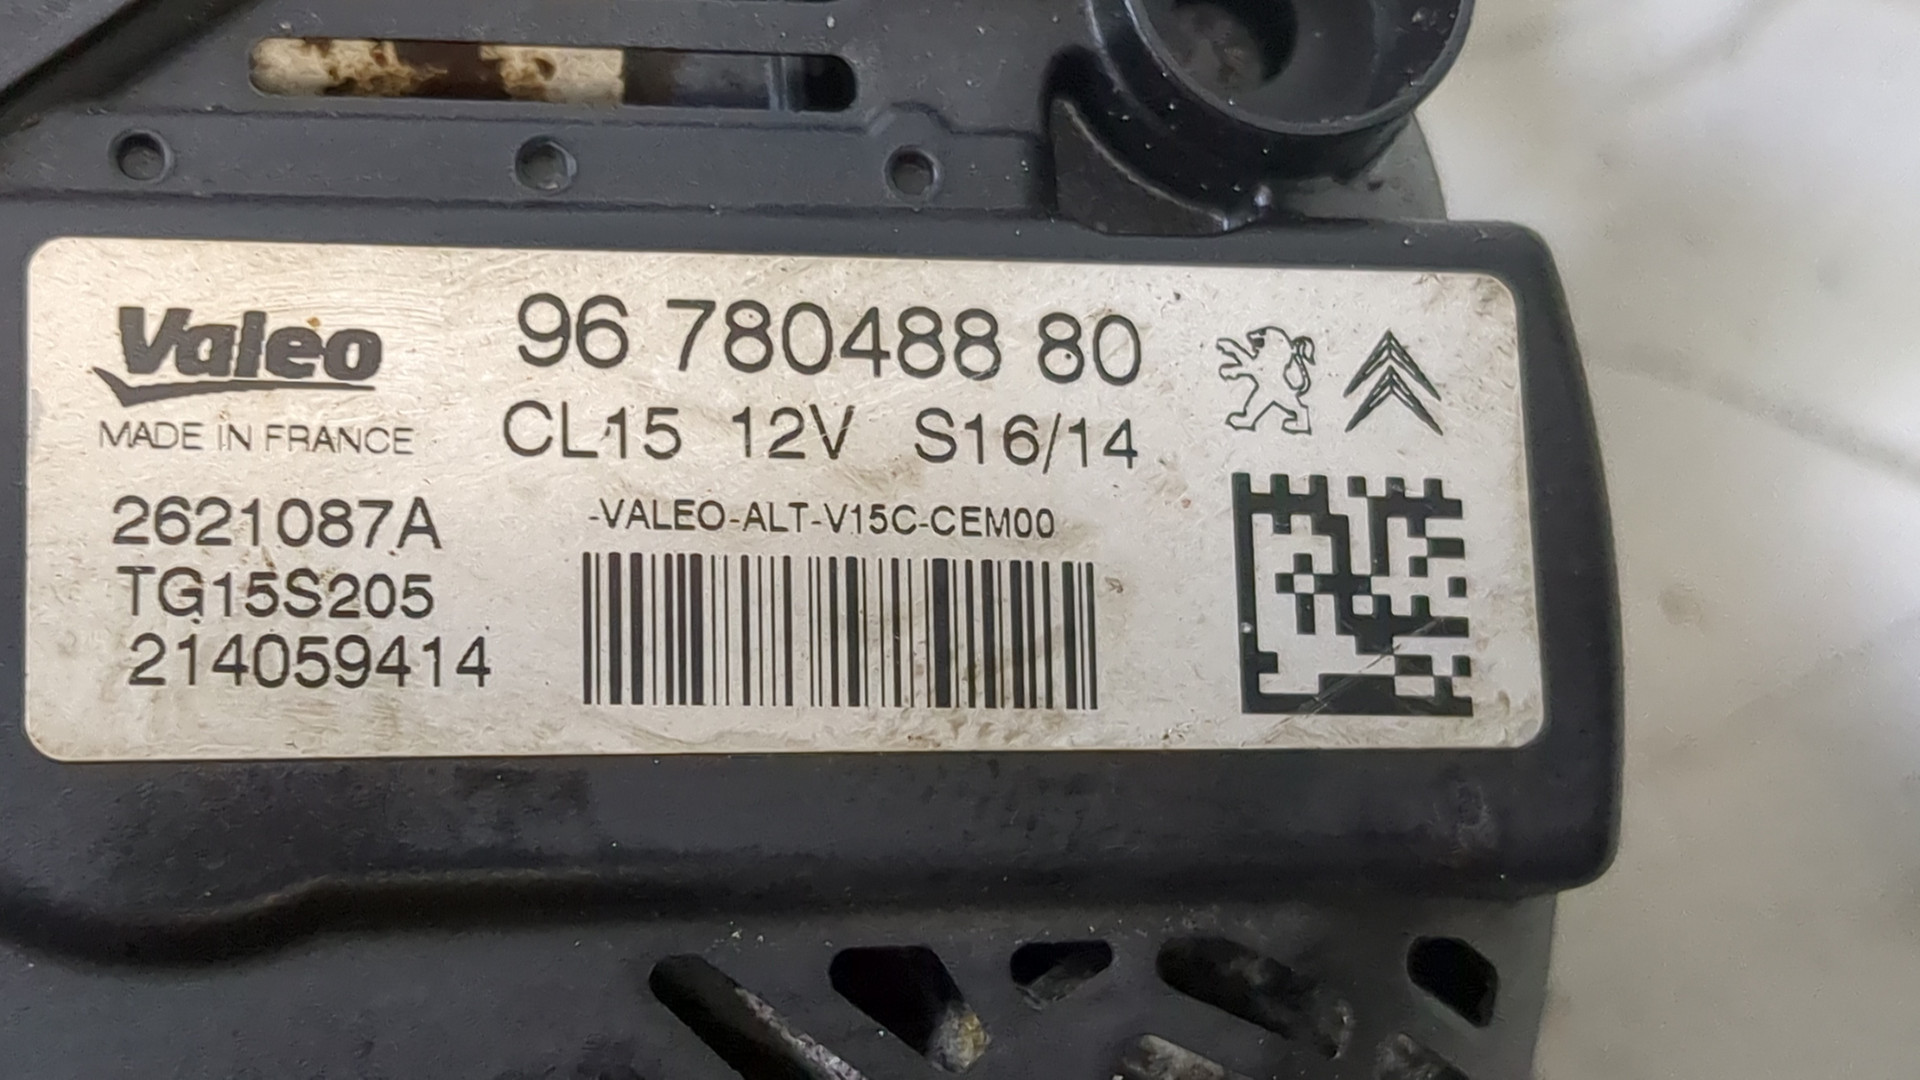 Valeo
MADE IN FRANCE
96 780488 80
CL15 12V S16/14
2621087A
TG15S205
214059414
-VALEO-ALT-V15C-CEM00